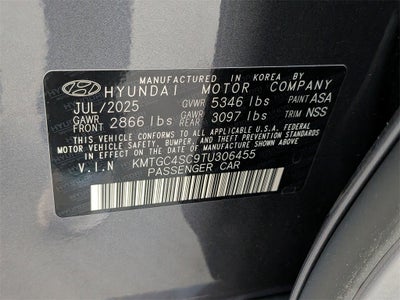 MANUFACTURED IN KOREA BY
HYUNDAI MOTOR COMPANY
JUL/2025 GVWR 5346 lbs PAINT ASA
GAWR FRONT 2866 lbs GAWR REAR 3097 lbs TRIM NSS
THIS VEHICLE CONFORMS TO ALL APPLICABLE U.S.A. FEDERAL
MOTOR VEHICLE SAFETY, BUMPER, AND THEFT PREVENTION STANDARDS
IN EFFECT ON THE DATE OF MANUFACTURE SHOWN ABOVE.
V.I.N KMTGC4SC9TU306455
PASSENGER CAR